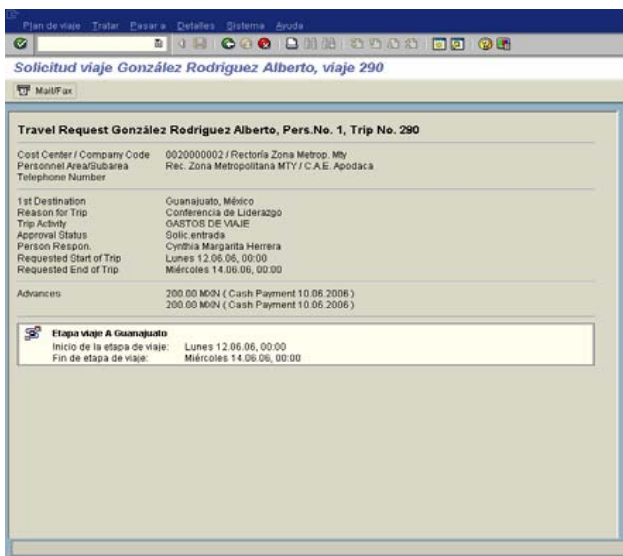 Plan de viaje Tratar Pasar a Detalles Sistema Ayuda
Solicitud viaje González Rodriguez Alberto, viaje 290
Mail/Fax
Travel Request González Rodriguez Alberto, Pers.No. 1, Trip No. 290
Cost Center / Company Code 0020000002 / Rectoría Zona Metrop. Mty
Personnel Area/Subarea Rec. Zona Metropolitana MTY / C.A.E. Apodaca
Telephone Number
1st Destination Guanajuato, México
Reason for Trip Conferencia de Liderazgo
Trip Activity GASTOS DE VIAJE
Approval Status Solic.entrada
Person Respon. Cynthia Margarita Herrera
Requested Start of Trip Lunes 12.06.06, 00:00
Requested End of Trip Miércoles 14.06.06, 00:00
Advances 200.00 MXN ( Cash Payment 10.06.2006 )
200.00 MXN ( Cash Payment 10.06.2006 )
Etapa viaje A Guanajuato
Inicio de la etapa de viaje: Lunes 12.06.06, 00:00
Fin de etapa de viaje: Miércoles 14.06.06, 00:00